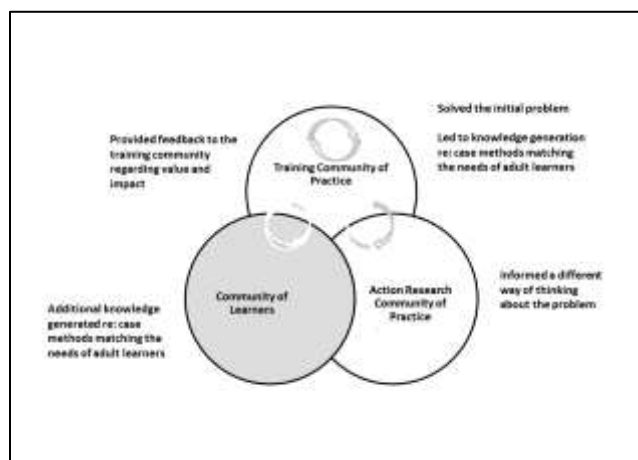 Solved the initial problem
Provided feedback to the
training community
regarding value and
impact
Led to knowledge generation
re: case methods matching
the needs of adult learners
Training Community of
Practice
Community of
Learners
Action Research
Community of
Practice
Informed a different
way of thinking
about the problem
Additional knowledge
generated re: case
methods matching the
needs of adult learners